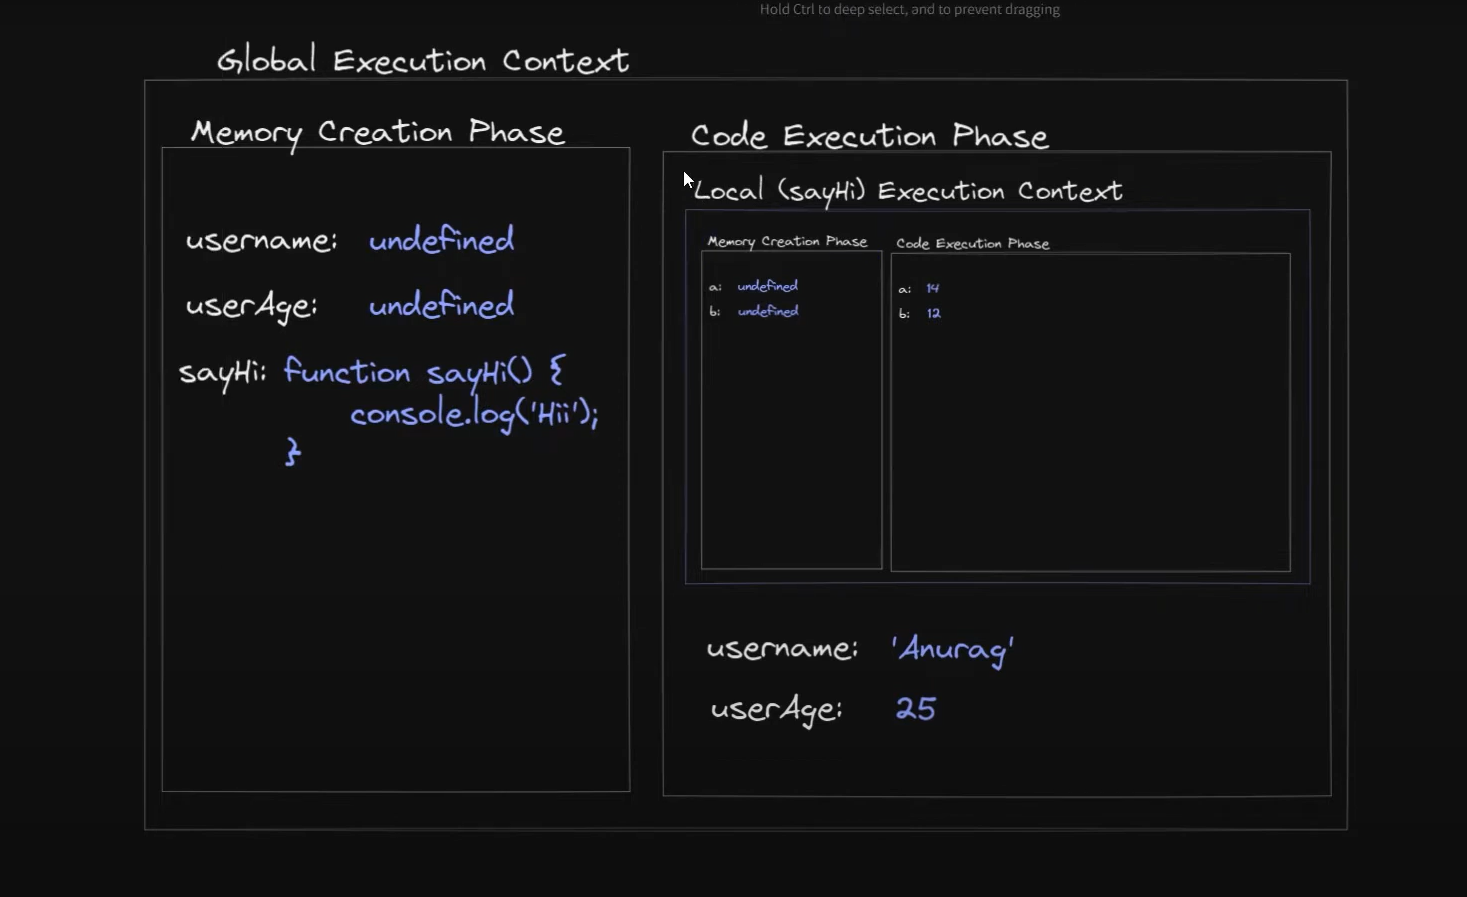 Hold Ctrl to deep select, and to prevent dragging
Global Execution Context
Memory Creation Phase
username: undefined
userAge: undefined
sayHi: function sayHi() {
console.log('Hii');
}
Code Execution Phase
Local (sayHi) Execution Context
Memory Creation Phase
a: undefined
b: undefined
Code Execution Phase
a: 14
b: 12
username: 'Anurag'
userAge: 25